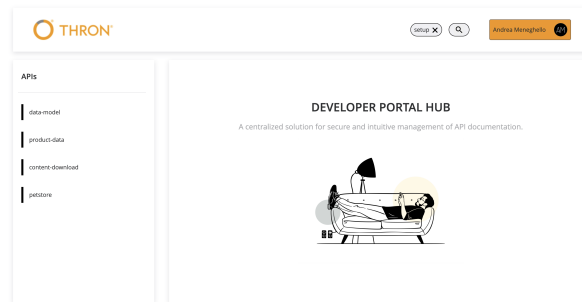 THRON
setup
Andrea Meneghello
AM
APIs
data-model
product-data
content-download
petstore
DEVELOPER PORTAL HUB
A centralized solution for secure and intuitive management of API documentation.